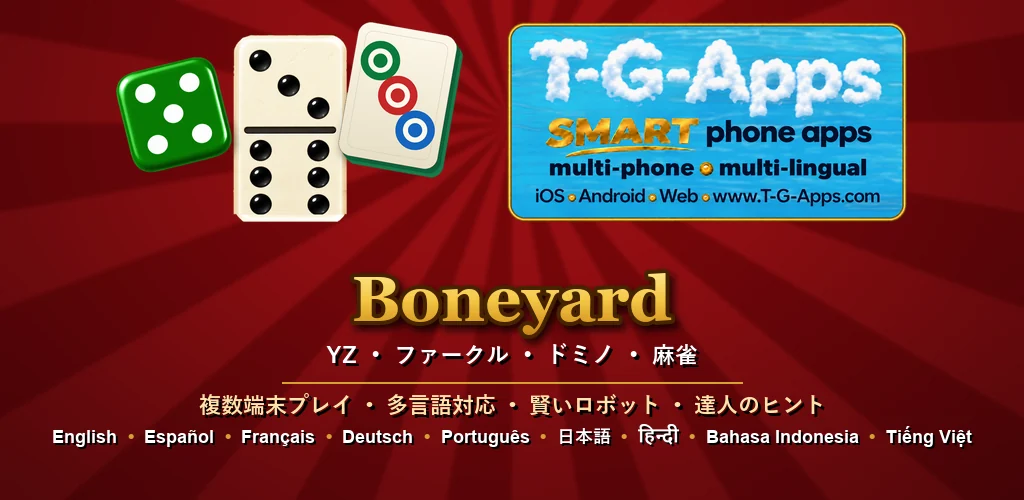 T-G-Apps
SMART phone apps
multi-phone • multi-lingual
iOS • Android • Web • www.T-G-Apps.com
Boneyard
YZ ・ ファークル ・ ドミノ ・ 麻雀
複数端末プレイ ・ 多言語対応 ・ 賢いロボット ・ 達人のヒント
English • Español • Français • Deutsch • Português • 日本語 • हिन्दी • Bahasa Indonesia • Tiếng Việt